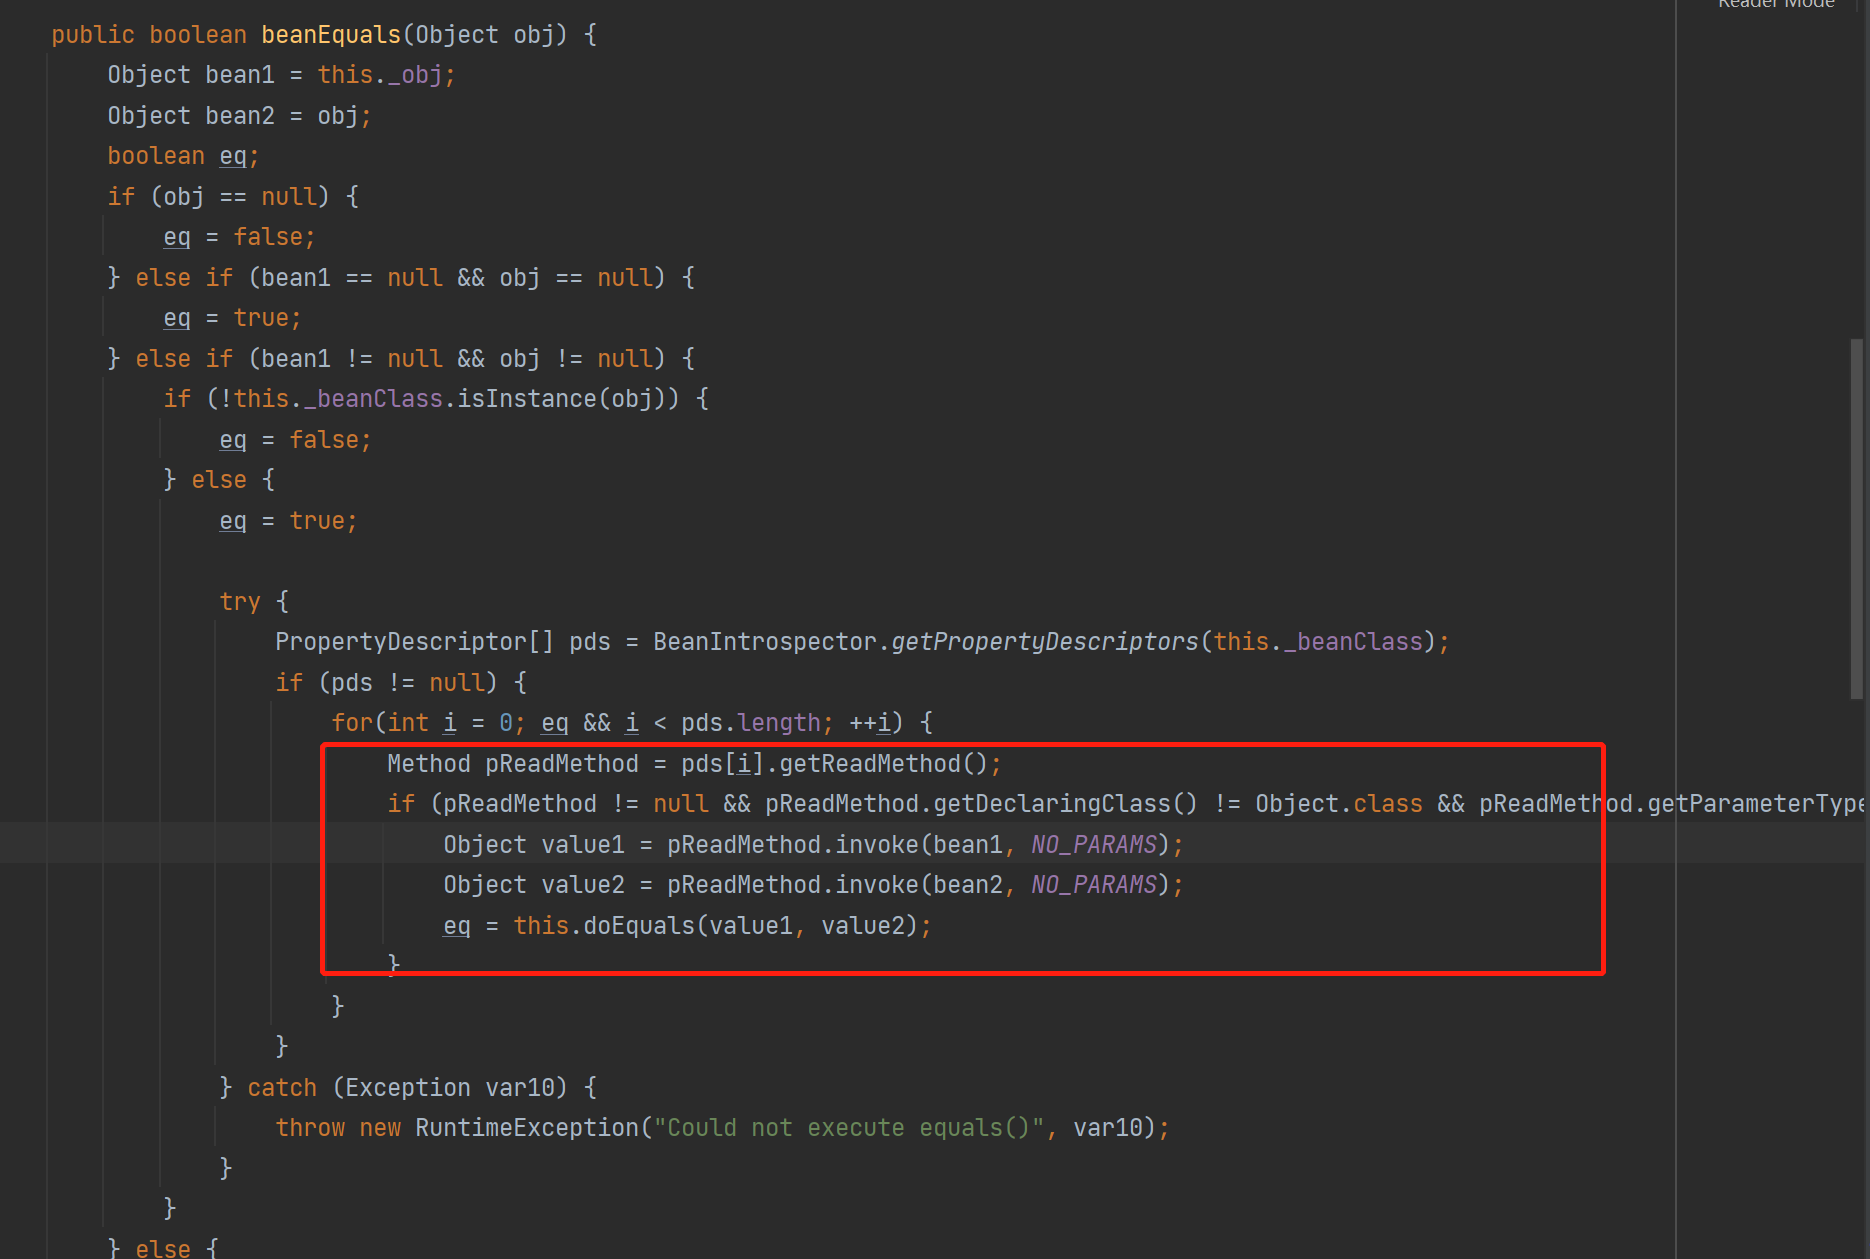 Reader Mode
public boolean beanEquals(Object obj) {
    Object bean1 = this._obj;
    Object bean2 = obj;
    boolean eq;
    if (obj == null) {
        eq = false;
    } else if (bean1 == null && obj == null) {
        eq = true;
    } else if (bean1 != null && obj != null) {
        if (!this._beanClass.isInstance(obj)) {
            eq = false;
        } else {
            eq = true;

            try {
                PropertyDescriptor[] pds = BeanIntrospector.getPropertyDescriptors(this._beanClass);
                if (pds != null) {
                    for(int i = 0; eq && i < pds.length; ++i) {
                        Method pReadMethod = pds[i].getReadMethod();
                        if (pReadMethod != null && pReadMethod.getDeclaringClass() != Object.class && pReadMethod.getParameterType
                            Object value1 = pReadMethod.invoke(bean1, NO_PARAMS);
                            Object value2 = pReadMethod.invoke(bean2, NO_PARAMS);
                            eq = this.doEquals(value1, value2);
                        }
                    }
                }
            } catch (Exception var10) {
                throw new RuntimeException("Could not execute equals()", var10);
            }
        }
    } else {